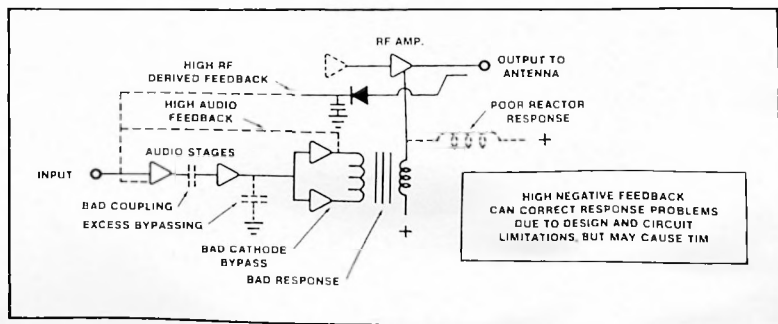 RF AMP.
OUTPUT TO
ANTENNA
HIGH RF
DERIVED FEEDBACK
HIGH AUDIO
FEEDBACK
POOR REACTOR
RESPONSE
+
AUDIO STAGES
INPUT
BAD COUPLING
EXCESS BYPASSING
BAD CATHODE
BYPASS
BAD RESPONSE
+
HIGH NEGATIVE FEEDBACK
CAN CORRECT RESPONSE PROBLEMS
DUE TO DESIGN AND CIRCUIT
LIMITATIONS, BUT MAY CAUSE TIM